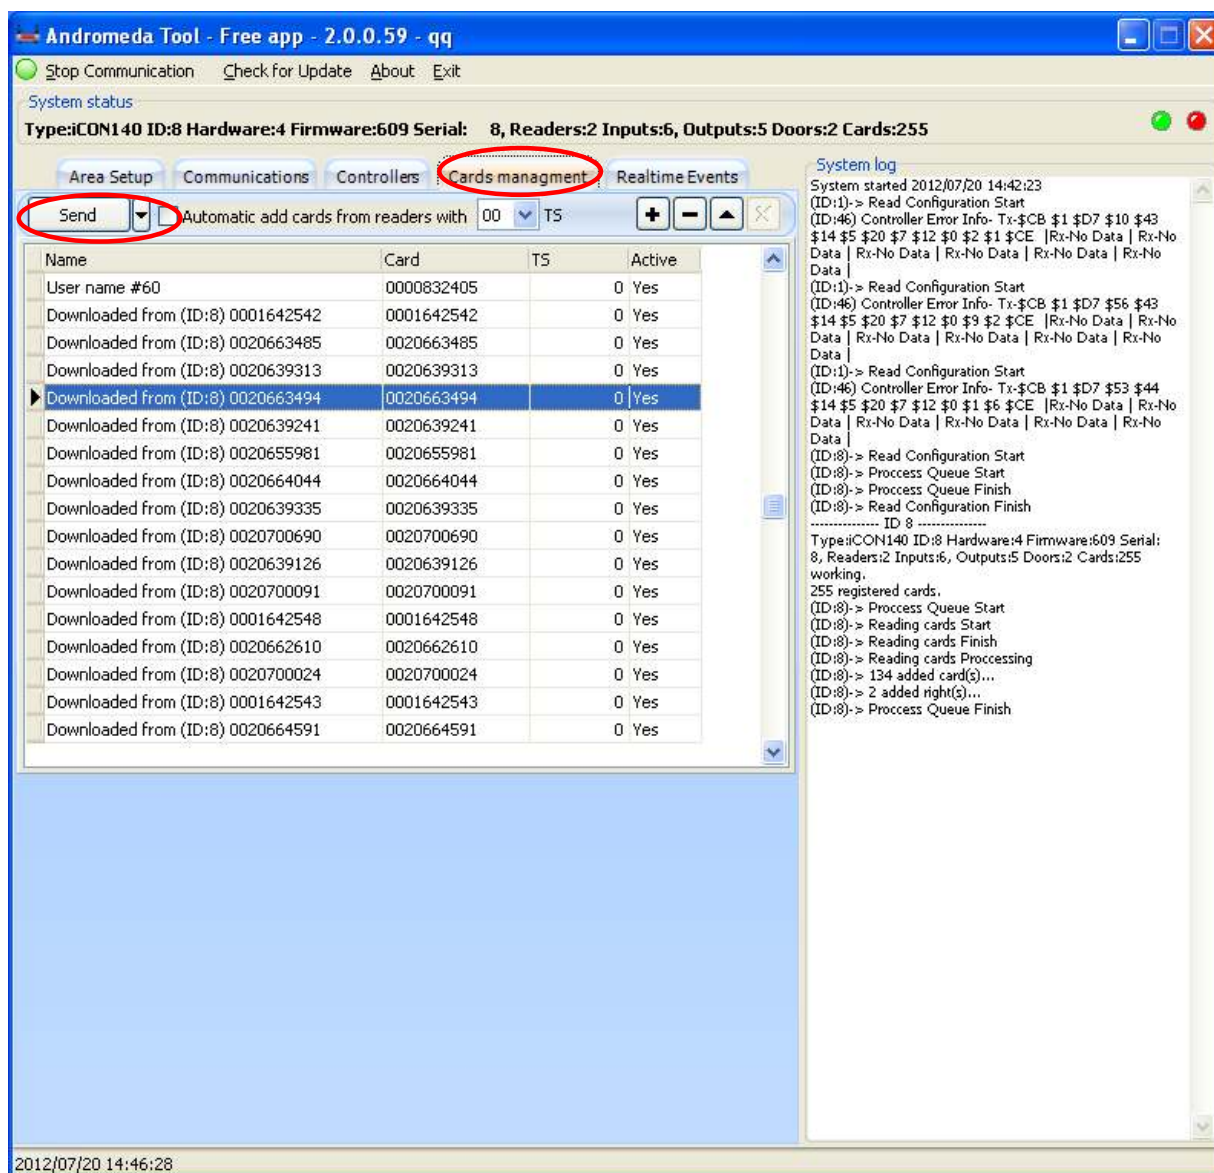 Andromeda Tool - Free app - 2.0.0.59 - qq
Stop Communication Check for Update About Exit
System status
Type:iCON140 ID:8 Hardware:4 Firmware:609 Serial: 8, Readers:2 Inputs:6, Outputs:5 Doors:2 Cards:255
Area Setup Communications Controllers Cards managment Realtime Events
Send Automatic add cards from readers with 00 TS
Name Card TS Active
User name #60 0000832405 0 Yes
Downloaded from (ID:8) 0001642542 0001642542 0 Yes
Downloaded from (ID:8) 0020663485 0020663485 0 Yes
Downloaded from (ID:8) 0020639313 0020639313 0 Yes
Downloaded from (ID:8) 0020663494 0020663494 0 Yes
Downloaded from (ID:8) 0020639241 0020639241 0 Yes
Downloaded from (ID:8) 0020655981 0020655981 0 Yes
Downloaded from (ID:8) 0020664044 0020664044 0 Yes
Downloaded from (ID:8) 0020639335 0020639335 0 Yes
Downloaded from (ID:8) 0020700690 0020700690 0 Yes
Downloaded from (ID:8) 0020639126 0020639126 0 Yes
Downloaded from (ID:8) 0020700091 0020700091 0 Yes
Downloaded from (ID:8) 0001642548 0001642548 0 Yes
Downloaded from (ID:8) 0020662610 0020662610 0 Yes
Downloaded from (ID:8) 0020700024 0020700024 0 Yes
Downloaded from (ID:8) 0001642543 0001642543 0 Yes
Downloaded from (ID:8) 0020664591 0020664591 0 Yes
System log
System started 2012/07/20 14:42:23
(ID:1)-> Read Configuration Start
(ID:46) Controller Error Info- Tx-$CB $1 $D7 $10 $43
$14 $5 $20 $7 $12 $0 $2 $1 $CE |Rx-No Data | Rx-No
Data | Rx-No Data | Rx-No Data | Rx-No Data | Rx-No
Data |
(ID:1)-> Read Configuration Start
(ID:46) Controller Error Info- Tx-$CB $1 $D7 $56 $43
$14 $5 $20 $7 $12 $0 $9 $2 $CE |Rx-No Data | Rx-No
Data | Rx-No Data | Rx-No Data | Rx-No Data | Rx-No
Data |
(ID:1)-> Read Configuration Start
(ID:46) Controller Error Info- Tx-$CB $1 $D7 $53 $44
$14 $5 $20 $7 $12 $0 $1 $6 $CE |Rx-No Data | Rx-No
Data | Rx-No Data | Rx-No Data | Rx-No Data | Rx-No
Data |
(ID:8)-> Read Configuration Start
(ID:8)-> Proccess Queue Start
(ID:8)-> Proccess Queue Finish
(ID:8)-> Read Configuration Finish
--------------- ID 8 ---------------
Type:iCON140 ID:8 Hardware:4 Firmware:609 Serial:
8, Readers:2 Inputs:6, Outputs:5 Doors:2 Cards:255
working.
255 registered cards.
(ID:8)-> Proccess Queue Start
(ID:8)-> Reading cards Start
(ID:8)-> Reading cards Finish
(ID:8)-> Reading cards Proccessing
(ID:8)-> 134 added card(s)...
(ID:8)-> 2 added right(s)...
(ID:8)-> Proccess Queue Finish
2012/07/20 14:46:28